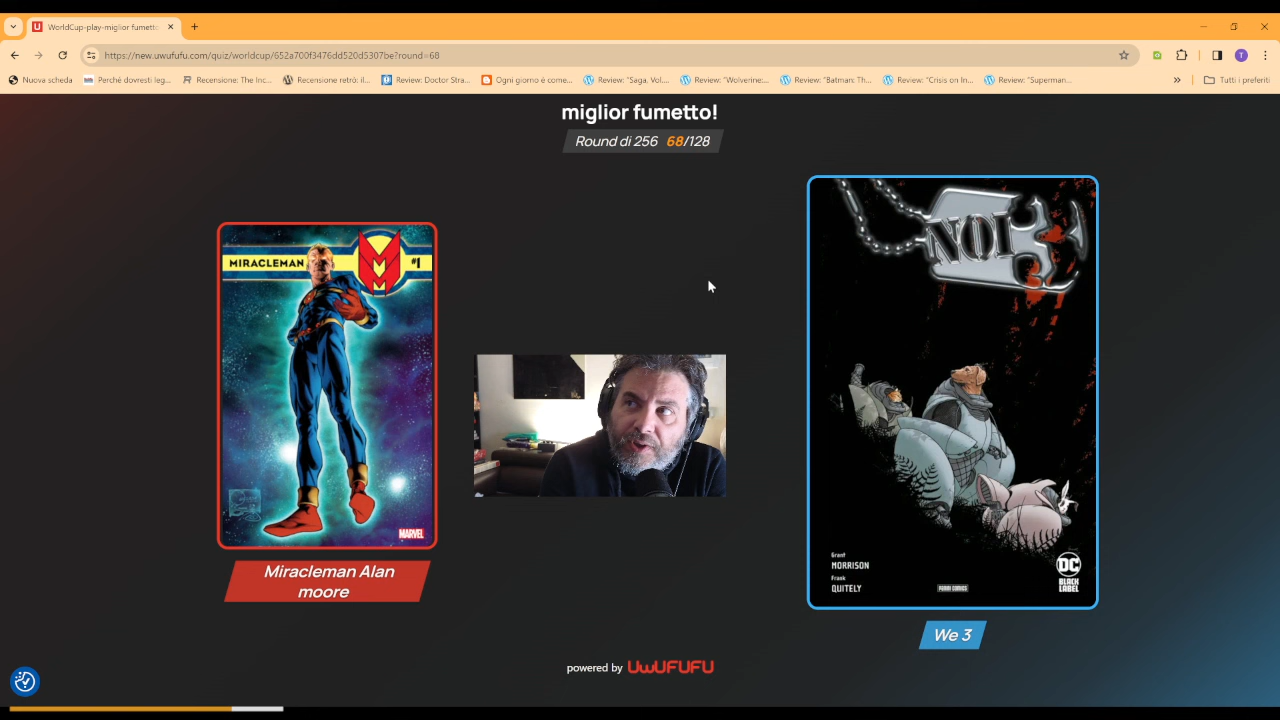 WorldCup-play-miglior fumetto
https://new.uwufufu.com/quiz/worldcup/652a700f3476dd520d5307be?round=68
T
Nuova scheda
Perché dovresti leg...
Recensione: The Inc...
Recensione retrò: il...
Review: Doctor Stra...
Ogni giorno è come...
Review: "Saga, Vol....
Review: "Wolverine:...
Review: "Batman: Th...
Review: "Crisis on In...
Review: "Superman...
Tutti i preferiti
miglior fumetto!
Round di 256 68/128
MIRACLEMAN
#1
MARVEL
Miracleman Alan
moore
NOI3
Grant
MORRISON
Frank
QUITELY
PANINI COMICS
DC
BLACK
LABEL
We 3
powered by UwUFUFU